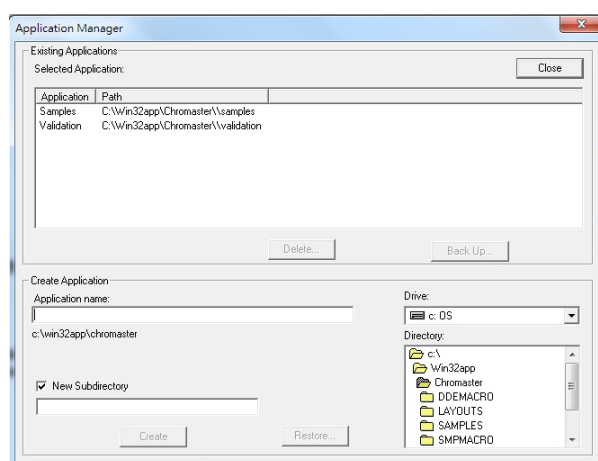 Application Manager
Existing Applications
Selected Application:
Close
Application Path
Samples C:\Win32app\Chromaster\\samples
Validation C:\Win32app\Chromaster\\validation
Delete...
Back Up...
Create Application
Application name:
Drive:
c: OS
c:\win32app\chromaster
Directory:
c:\
Win32app
Chromaster
New Subdirectory
DDEMACRO
LAYOUTS
SAMPLES
SMPMACRO
Create
Restore...